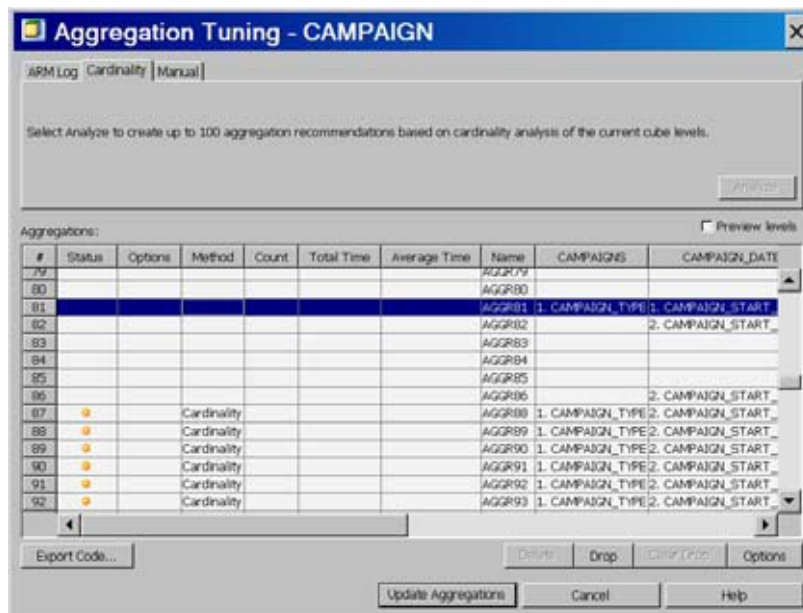 Aggregation Tuning - CAMPAIGN
ARM Log Cardinality Manual
Select Analyze to create up to 100 aggregation recommendations based on cardinality analysis of the current cube levels.
Analyze
Aggregations: Preview levels
# Status Options Method Count Total Time Average Time Name CAMPAIGNS CAMPAIGN_DATE
79 AGGR79
80 AGGR80
81 AGGR81 1. CAMPAIGN_TYPE 1. CAMPAIGN_START_
82 AGGR82 2. CAMPAIGN_START_
83 AGGR83
84 AGGR84
85 AGGR85
86 AGGR86 2. CAMPAIGN_START_
87 Cardinality AGGR88 1. CAMPAIGN_TYPE 2. CAMPAIGN_START_
88 Cardinality AGGR89 1. CAMPAIGN_TYPE 2. CAMPAIGN_START_
89 Cardinality AGGR90 1. CAMPAIGN_TYPE 2. CAMPAIGN_START_
90 Cardinality AGGR91 1. CAMPAIGN_TYPE 2. CAMPAIGN_START_
91 Cardinality AGGR92 1. CAMPAIGN_TYPE 2. CAMPAIGN_START_
92 Cardinality AGGR93 1. CAMPAIGN_TYPE 2. CAMPAIGN_START_
Export Code... Delete Drop Clear Drop Options
Update Aggregations Cancel Help